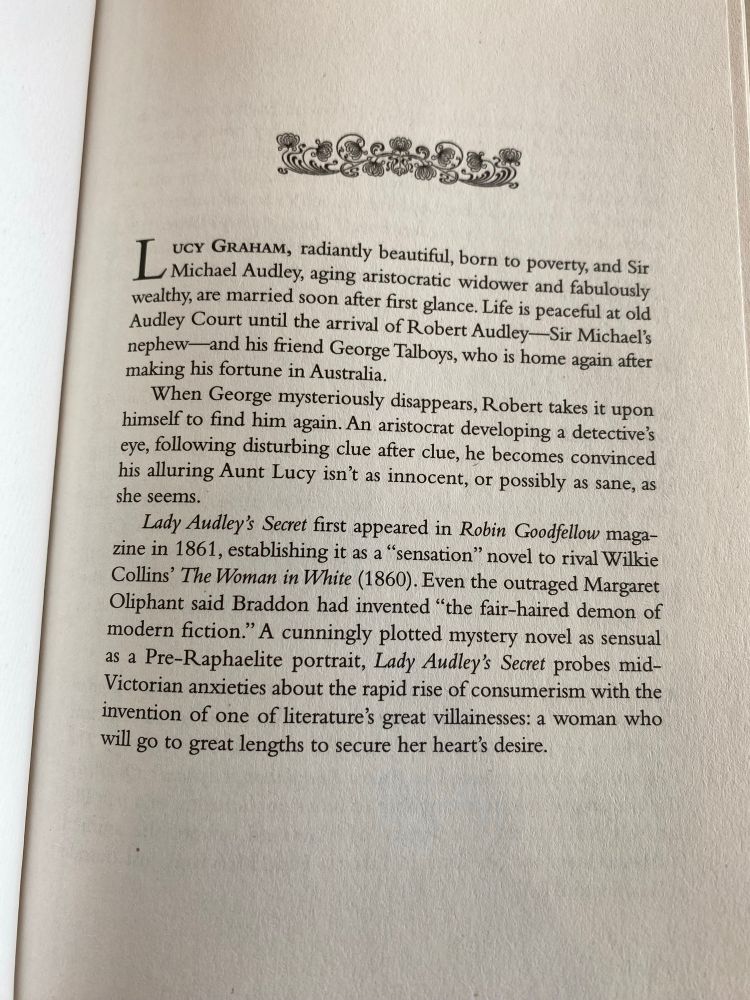 LUCY GRAHAM, radiantly beautiful, born to poverty, and Sir
Michael Audley, aging aristocratic widower and fabulously
wealthy, are married soon after first glance. Life is peaceful at old
Audley Court until the arrival of Robert Audley—Sir Michael's
nephew—and his friend George Talboys, who is home again after
making his fortune in Australia.
When George mysteriously disappears, Robert takes it upon
himself to find him again. An aristocrat developing a detective's
eye, following disturbing clue after clue, he becomes convinced
his alluring Aunt Lucy isn't as innocent, or possibly as sane, as
she seems.
Lady Audley's Secret first appeared in Robin Goodfellow maga-
zine in 1861, establishing it as a "sensation" novel to rival Wilkie
Collins' The Woman in White (1860). Even the outraged Margaret
Oliphant said Braddon had invented "the fair-haired demon of
modern fiction." A cunningly plotted mystery novel as sensual
as a Pre-Raphaelite portrait, Lady Audley's Secret probes mid-
Victorian anxieties about the rapid rise of consumerism with the
invention of one of literature's great villainesses: a woman who
will go to great lengths to secure her heart's desire.